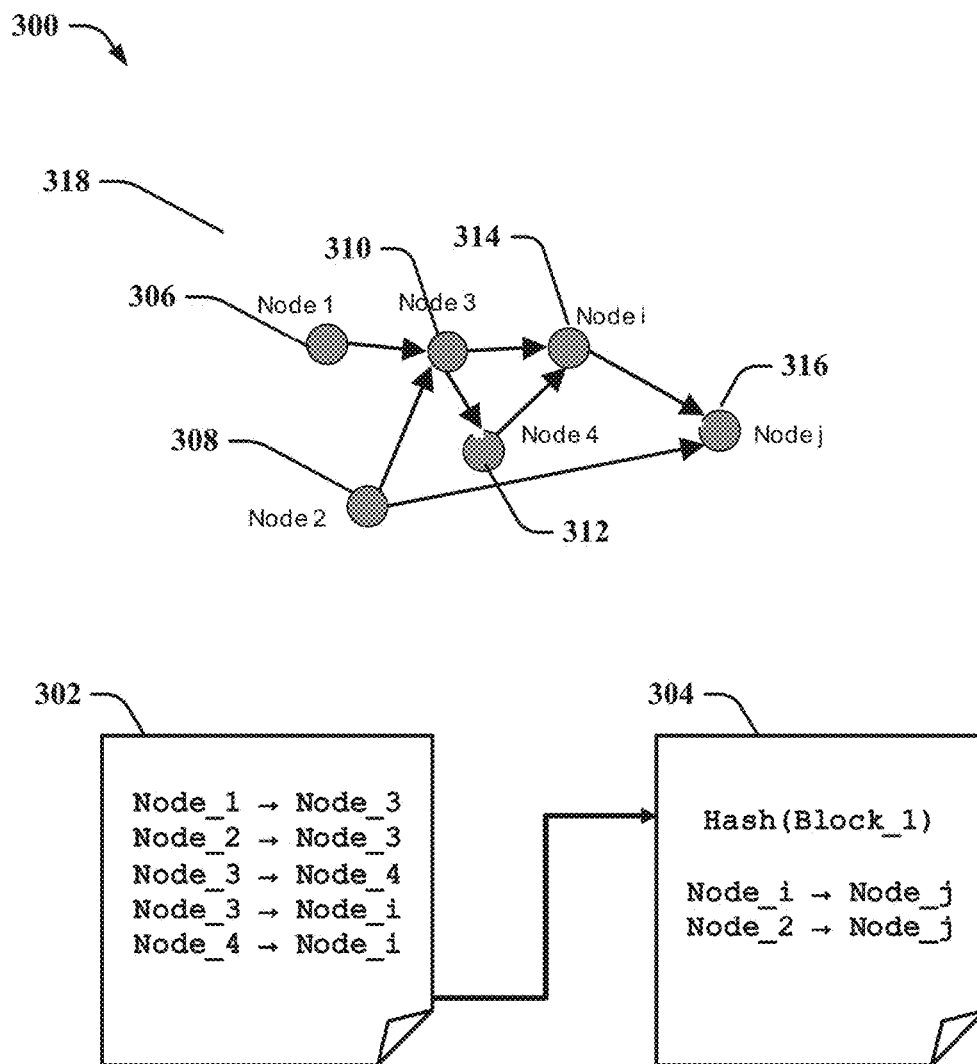 300
318
310
314
306
Node 1
Node 3
Node i
316
308
Node 4
Node j
Node 2
312
302
304
Node_1 → Node_3
Node_2 → Node_3
Node_3 → Node_4
Node_3 → Node_i
Node_4 → Node_i
Hash(Block_1)
Node_i → Node_j
Node_2 → Node_j